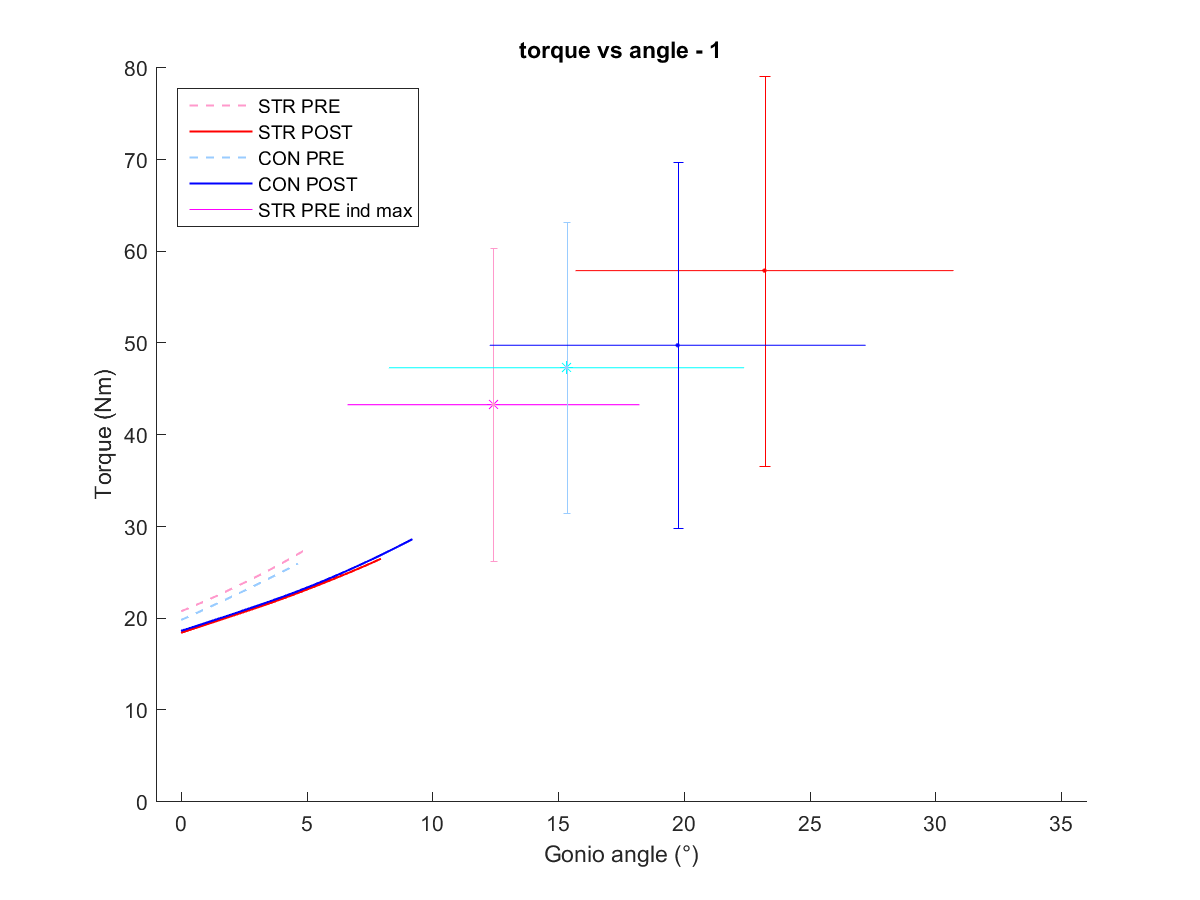 torque vs angle - 1
80
70
60
50
40
30
20
10
0
STR PRE
STR POST
CON PRE
CON POST
STR PRE ind max
Torque (Nm)
0 5 10 15 20 25 30 35
Gonio angle (°)